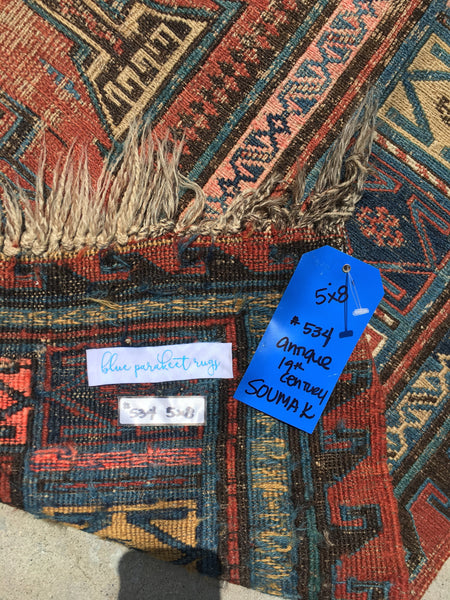 5x8
# 534
antique
19th
Century
SOUMAK
blue parakeet rugs
#534 5x8